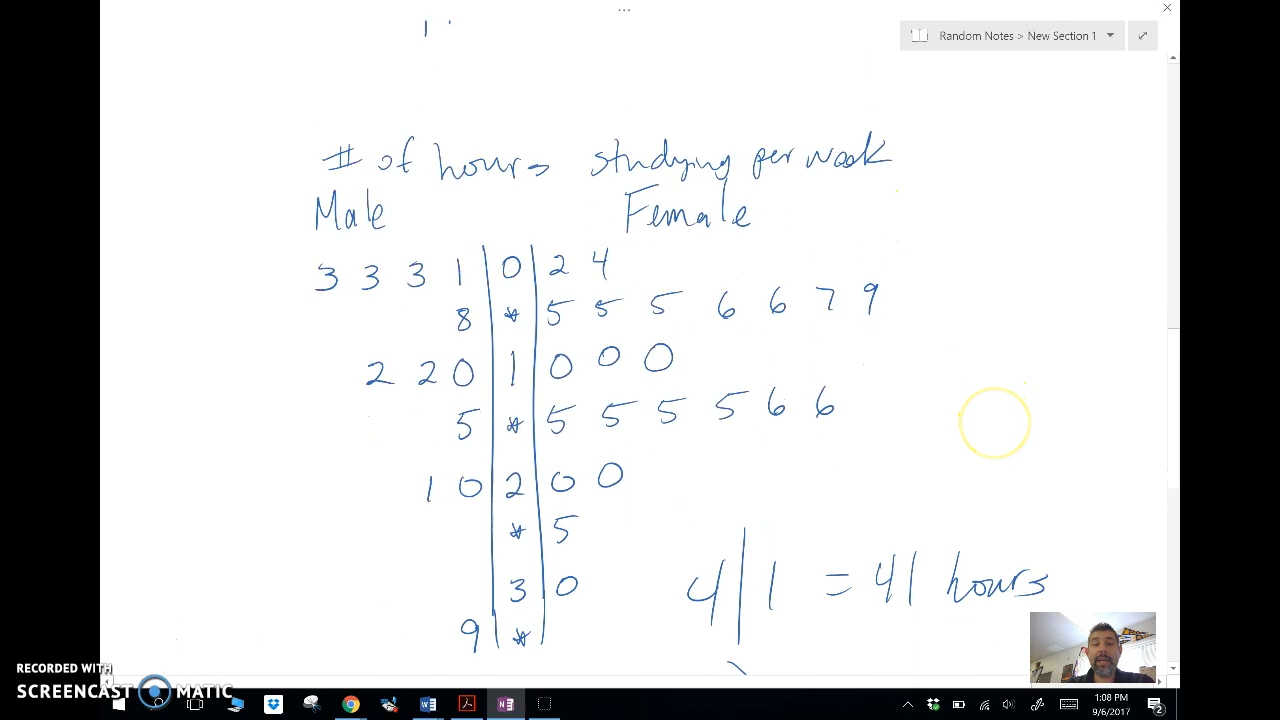 ...
Random Notes > New Section 1
# of hours studying per week
Male Female
3 3 3 1 | 0 | 2 4
8 | * | 5 5 5 6 6 7 9
2 2 0 | 1 | 0 0 0
5 | * | 5 5 5 5 6 6
1 0 | 2 | 0 0
| * | 5
| 3 | 0
9 | * |
4 | 1 = 41 hours
RECORDED WITH
SCREENCAST MATIC
1:08 PM
9/6/2017
2